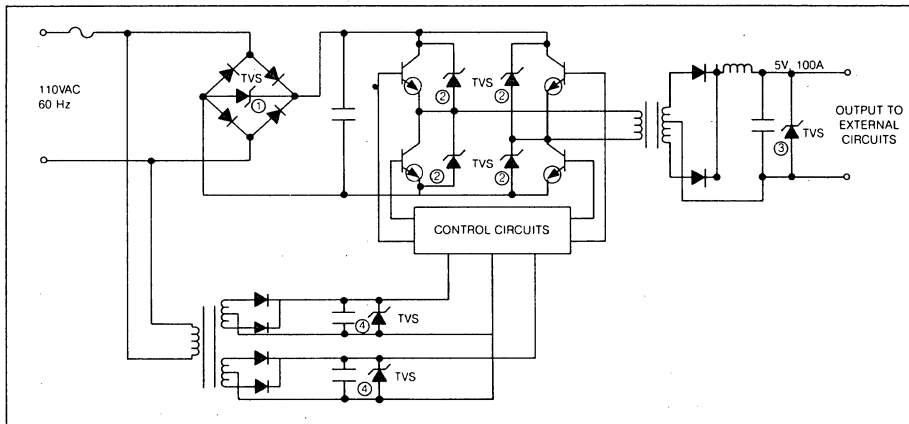 110VAC
60 Hz
TVS
①
②
TVS
②
②
TVS
②
5V, 100A
TVS
③
OUTPUT TO
EXTERNAL
CIRCUITS
CONTROL CIRCUITS
④
TVS
④
TVS